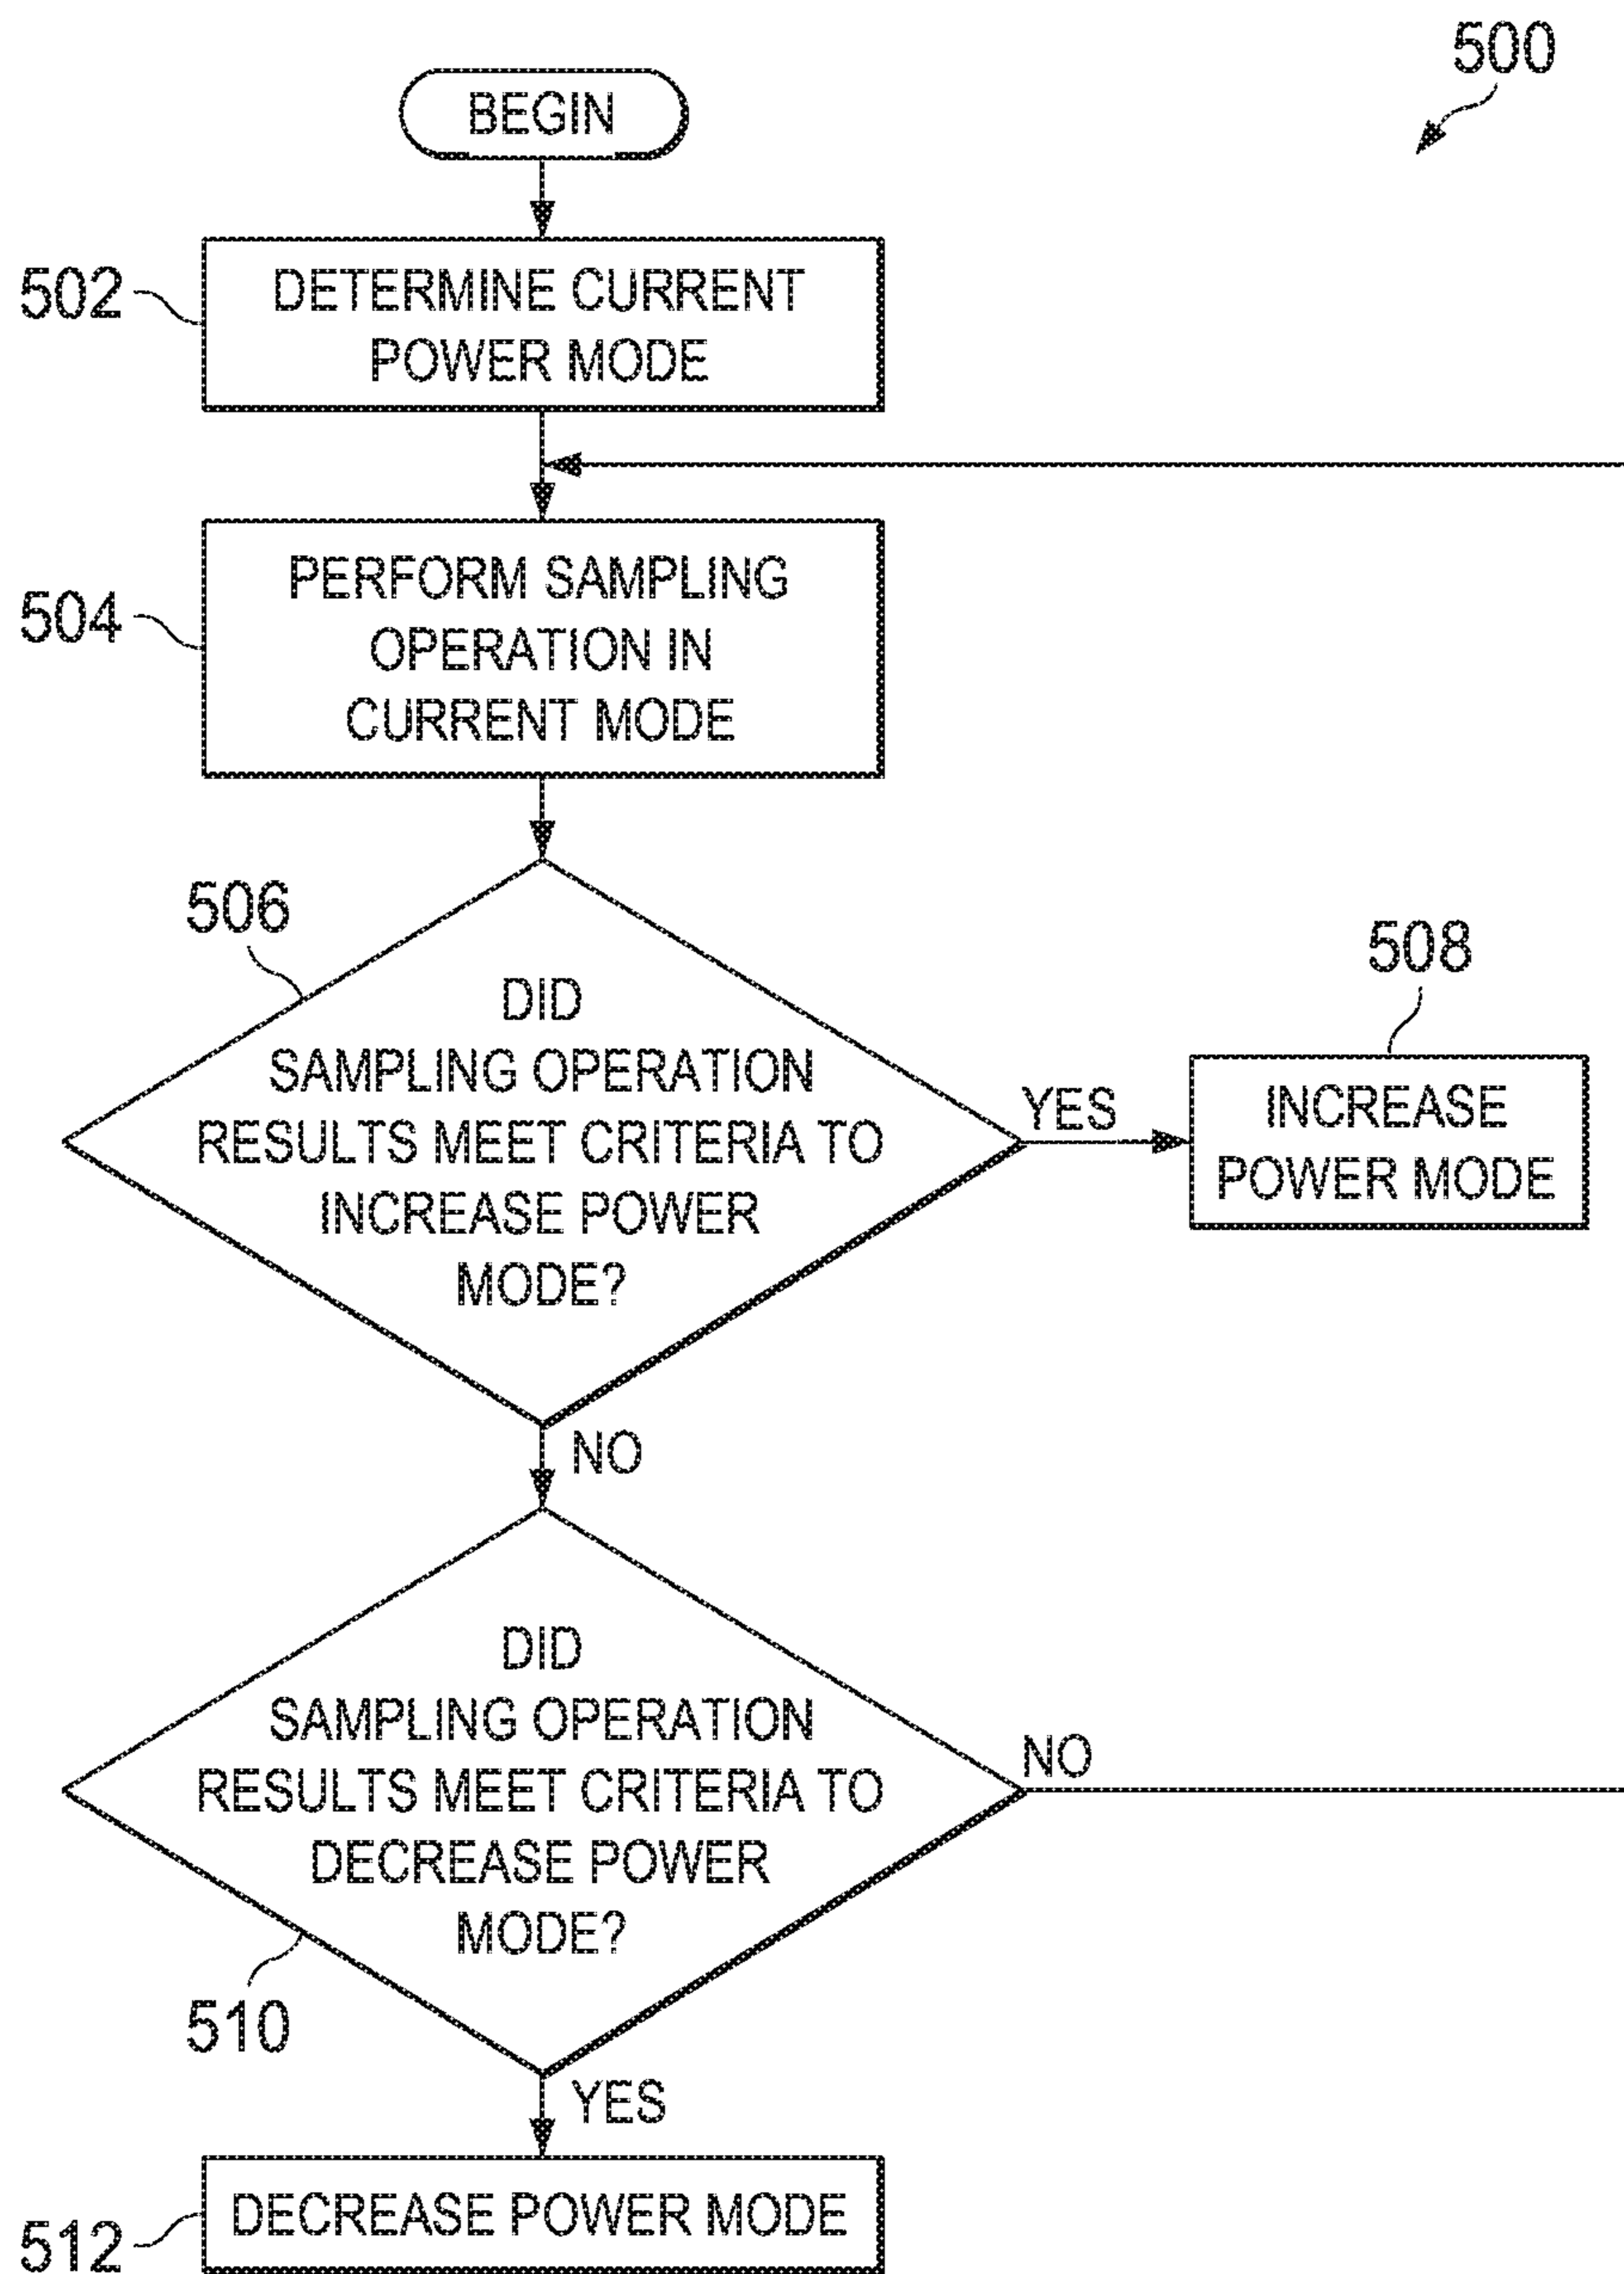 500
BEGIN
502
DETERMINE CURRENT
POWER MODE
504
PERFORM SAMPLING
OPERATION IN
CURRENT MODE
506
DID
SAMPLING OPERATION
RESULTS MEET CRITERIA TO
INCREASE POWER
MODE?
YES
508
INCREASE
POWER MODE
NO
DID
SAMPLING OPERATION
RESULTS MEET CRITERIA TO
DECREASE POWER
MODE?
NO
510
YES
512
DECREASE POWER MODE